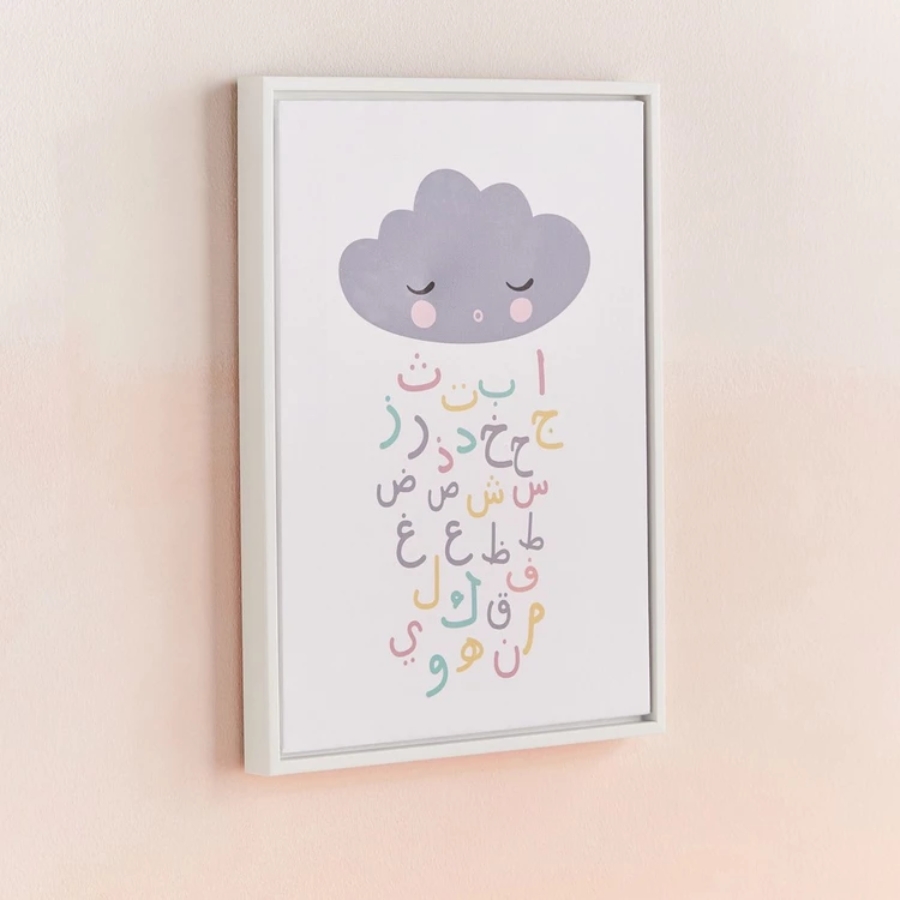 ا ب ت ث
ج ح خ د ذ ر ز
س ش ص ض
ط ظ ع غ
ف ق ك ل
م ن ه و ي